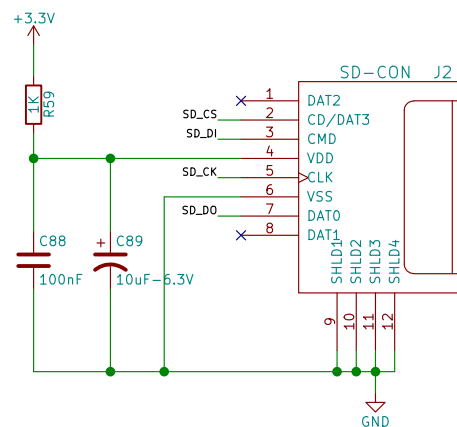 +3.3V
1K
R59
SD-CON J2
1 DAT2
SD_CS 2 CD/DAT3
SD_DI 3 CMD
4 VDD
SD_CK 5 CLK
6 VSS
SD_DO 7 DAT0
8 DAT1
C88
100nF
+ C89
10uF-6.3V
SHLD1
SHLD2
SHLD3
SHLD4
9
10
11
12
GND